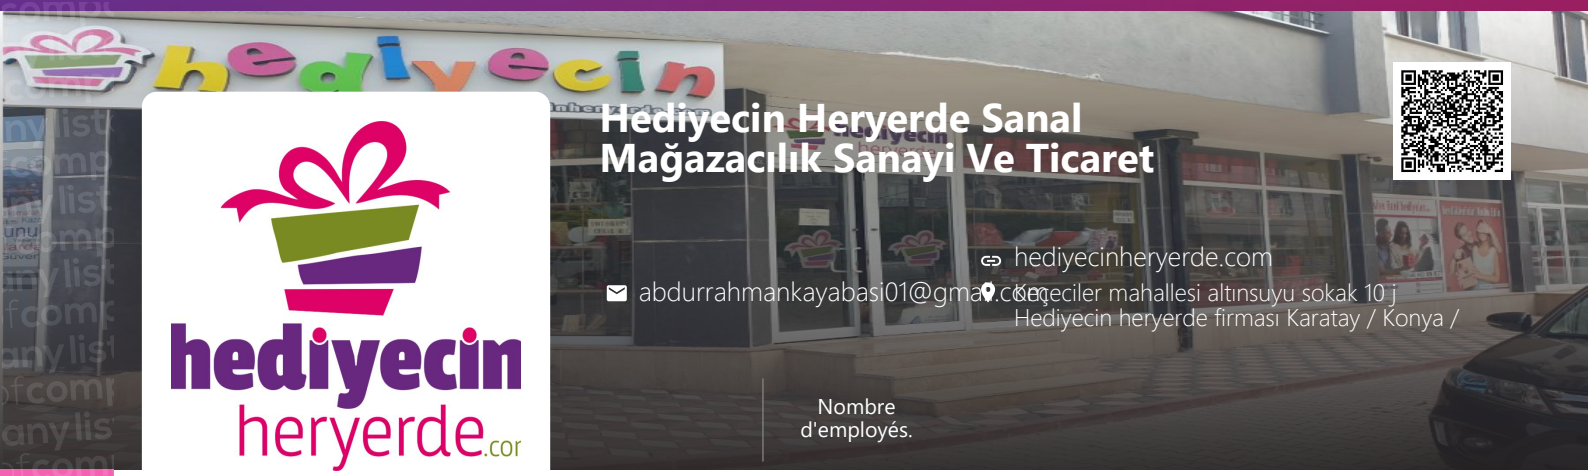 hediyecin
Hediyecin Heryerde Sanal
Mağazacılık Sanayi Ve Ticaret
hediyecin
heryerde.com
hediyecinheryerde.com
abdurrahmankayabasi01@gmail.com
Keçeciler mahallesi altınsuyu sokak 10 j
Hediyecin heryerde firması Karatay / Konya /
Nombre
d'employés.